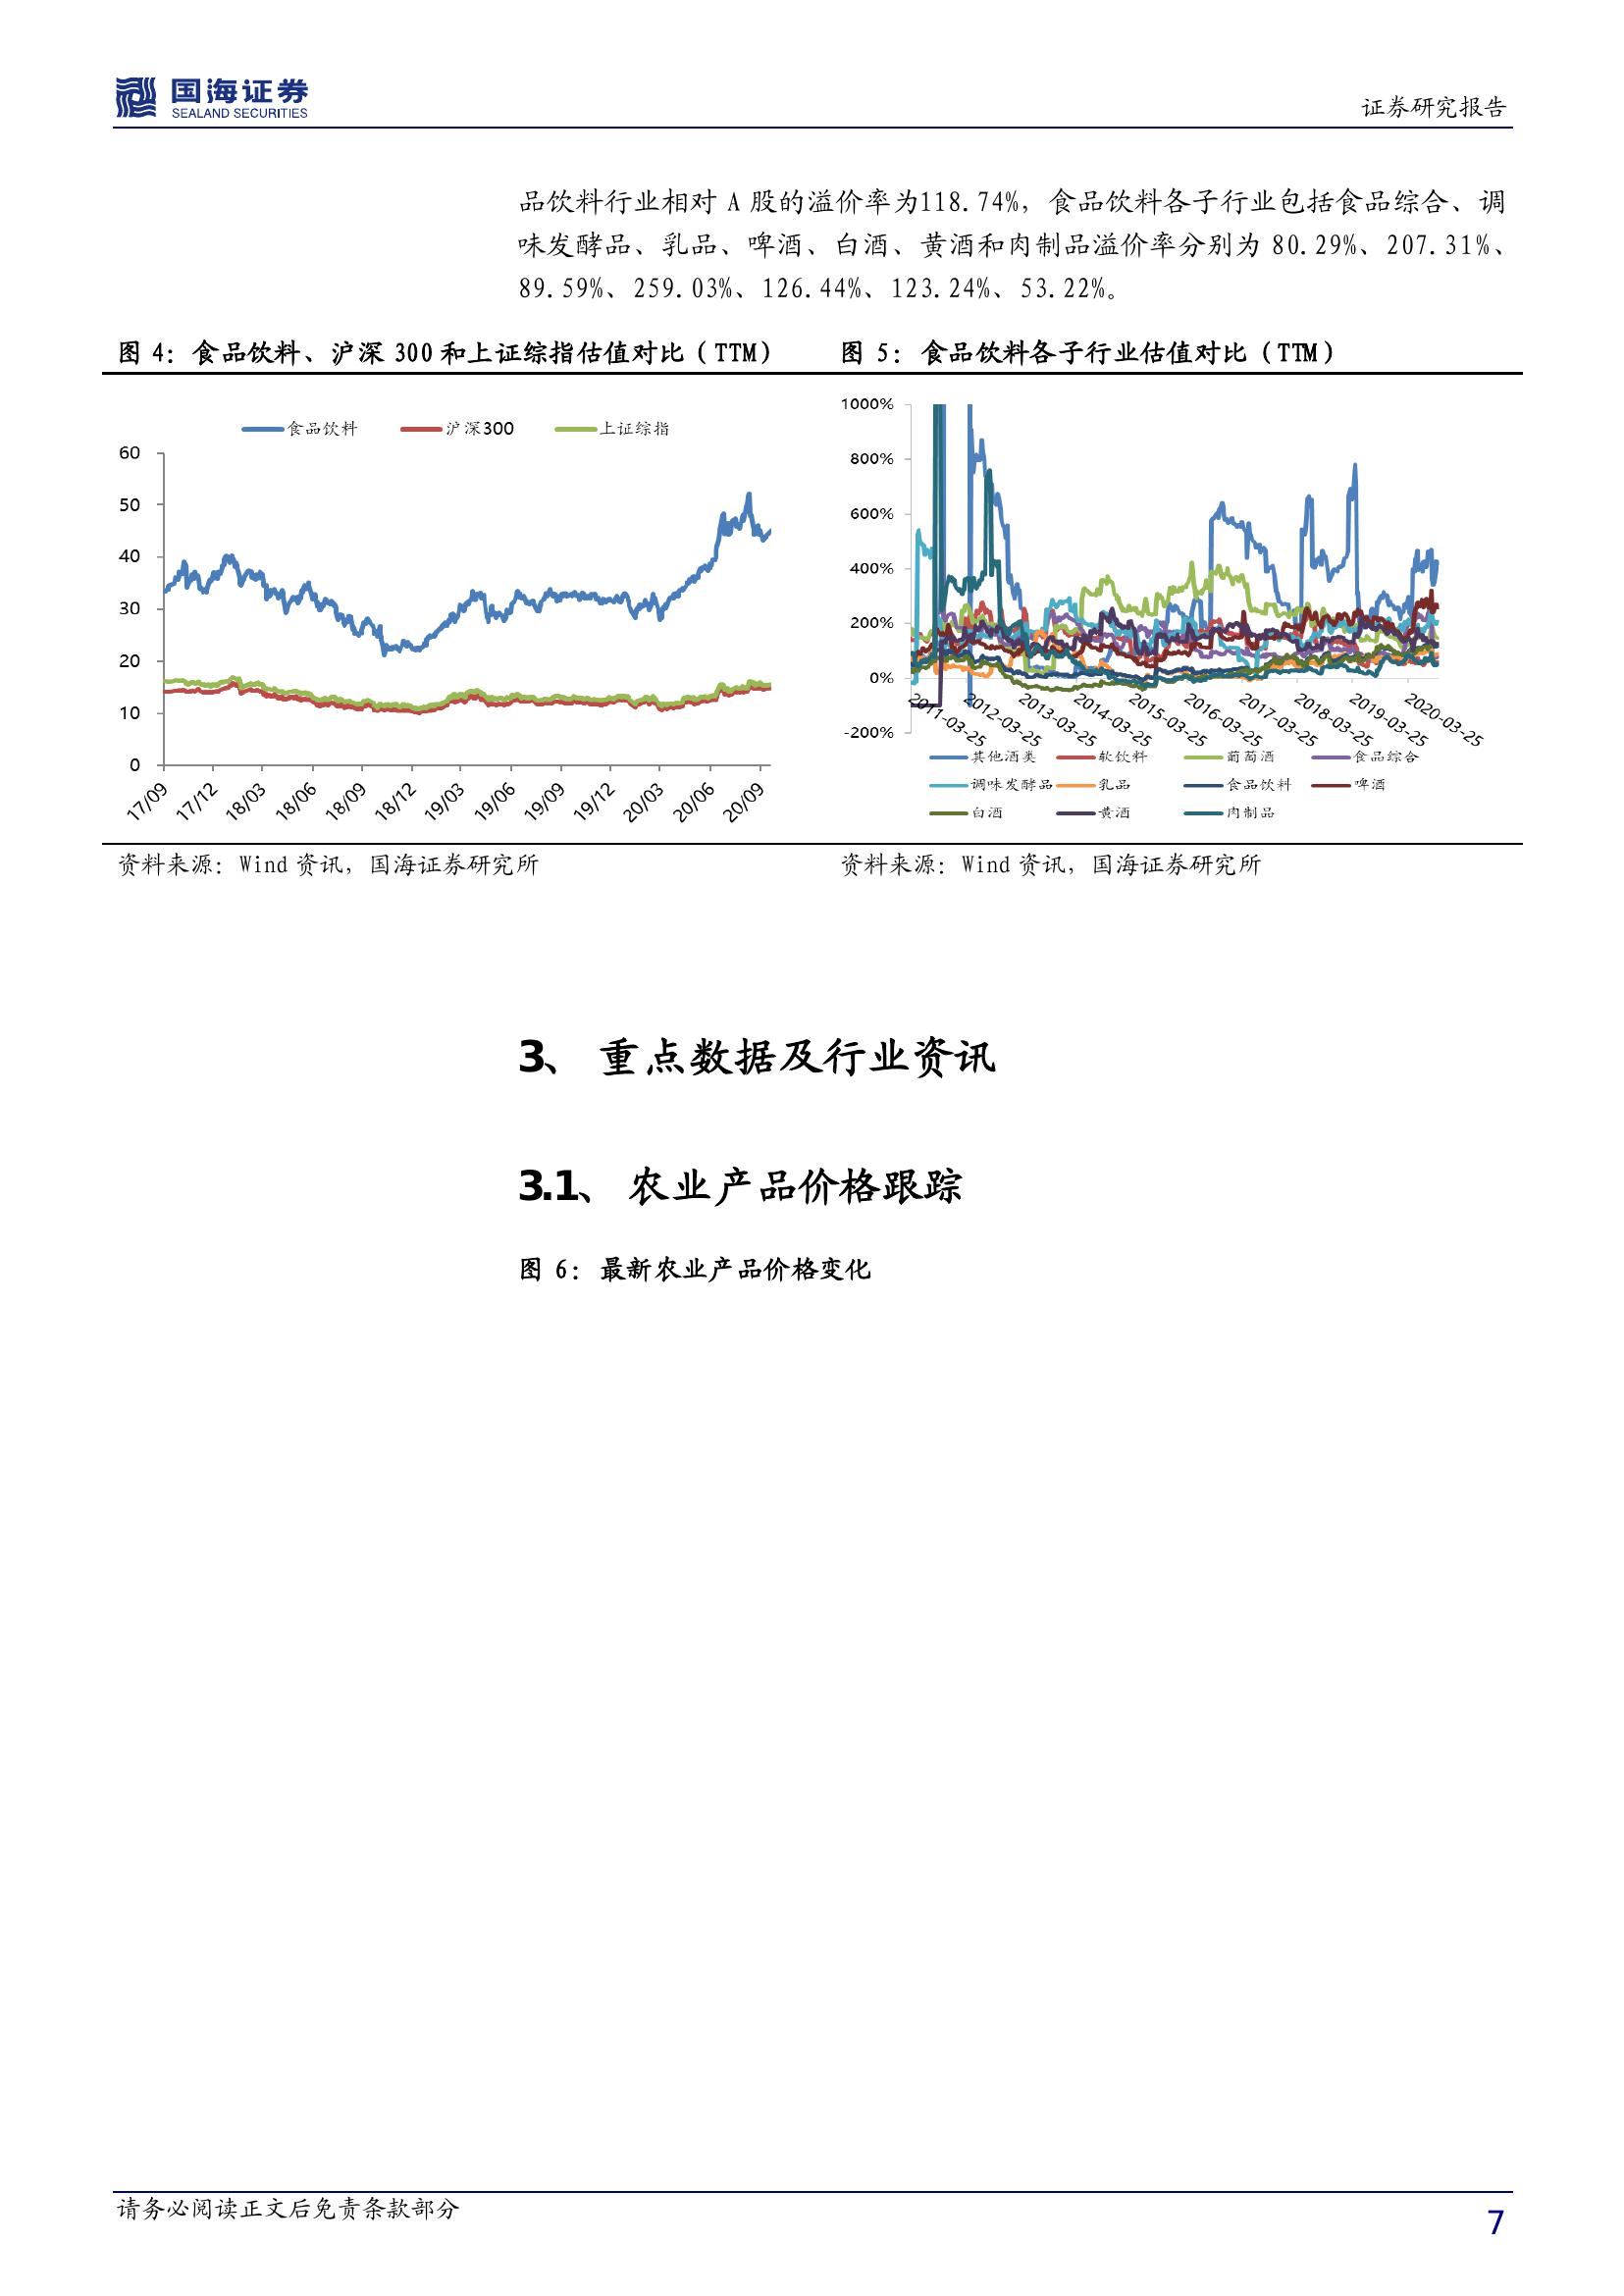 国海证券
SEALAND SECURITIES
证券研究报告
品饮料行业相对 A 股的溢价率为118.74%，食品饮料各子行业包括食品综合、调
味发酵品、乳品、啤酒、白酒、黄酒和肉制品溢价率分别为 80.29%、207.31%、
89.59%、259.03%、126.44%、123.24%、53.22%。
图 4：食品饮料、沪深 300 和上证综指估值对比（TTM）
食品饮料 沪深300 上证综指
60
50
40
30
20
10
0
17/09 17/12 18/03 18/06 18/09 18/12 19/03 19/06 19/09 19/12 20/03 20/06 20/09
资料来源：Wind 资讯，国海证券研究所
图 5：食品饮料各子行业估值对比（TTM）
1000%
800%
600%
400%
200%
0%
-200%
2011-03-25 2012-03-25 2013-03-25 2014-03-25 2015-03-25 2016-03-25 2017-03-25 2018-03-25 2019-03-25 2020-03-25
其他酒类 软饮料 葡萄酒 食品综合
调味发酵品 乳品 食品饮料 啤酒
白酒 黄酒 肉制品
资料来源：Wind 资讯，国海证券研究所
3、 重点数据及行业资讯
3.1、 农业产品价格跟踪
图 6：最新农业产品价格变化
请务必阅读正文后免责条款部分
7